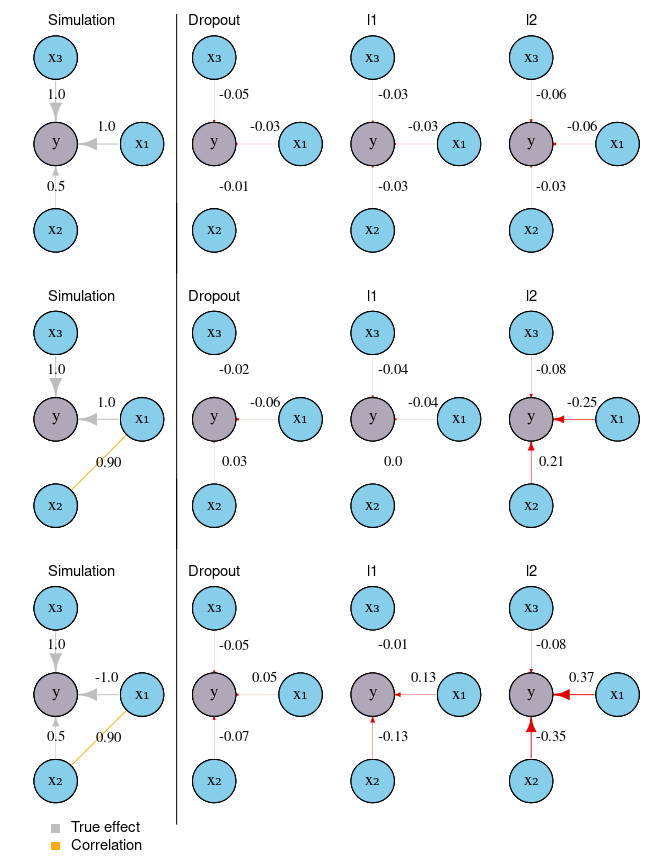 Simulation Dropout l1 l2
x₃ x₃ x₃ x₃
1.0 -0.05 -0.03 -0.06
1.0 -0.03 -0.03 -0.06
y x₁ y x₁ y x₁ y x₁
0.5 -0.01 -0.03 -0.03
x₂ x₂ x₂ x₂
Simulation Dropout l1 l2
x₃ x₃ x₃ x₃
1.0 -0.02 -0.04 -0.08
1.0 -0.06 -0.04 -0.25
y x₁ y x₁ y x₁ y x₁
0.90 0.03 0.0 0.21
x₂ x₂ x₂ x₂
Simulation Dropout l1 l2
x₃ x₃ x₃ x₃
1.0 -0.05 -0.01 -0.08
-1.0 0.05 0.13 0.37
y x₁ y x₁ y x₁ y x₁
0.5 0.90 -0.07 -0.13 -0.35
x₂ x₂ x₂ x₂
True effect
Correlation